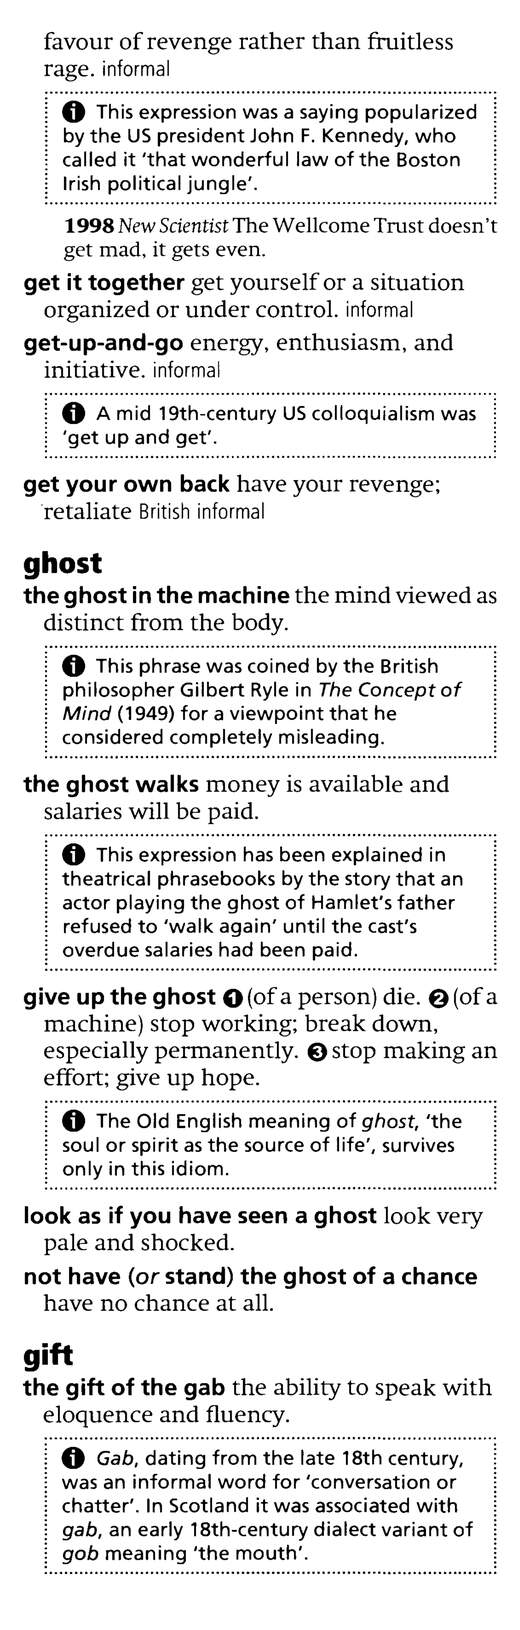 favour of revenge rather than fruitless
rage. informal
ℹ This expression was a saying popularized
by the US president John F. Kennedy, who
called it ‘that wonderful law of the Boston
Irish political jungle’.
1998 New Scientist The Wellcome Trust doesn’t
get mad, it gets even.
get it together get yourself or a situation
organized or under control. informal
get-up-and-go energy, enthusiasm, and
initiative. informal
ℹ A mid 19th-century US colloquialism was
‘get up and get’.
get your own back have your revenge;
retaliate British informal
ghost
the ghost in the machine the mind viewed as
distinct from the body.
ℹ This phrase was coined by the British
philosopher Gilbert Ryle in The Concept of
Mind (1949) for a viewpoint that he
considered completely misleading.
the ghost walks money is available and
salaries will be paid.
ℹ This expression has been explained in
theatrical phrasebooks by the story that an
actor playing the ghost of Hamlet’s father
refused to ‘walk again’ until the cast’s
overdue salaries had been paid.
give up the ghost ❶ (of a person) die. ❷ (of a
machine) stop working; break down,
especially permanently. ❸ stop making an
effort; give up hope.
ℹ The Old English meaning of ghost, ‘the
soul or spirit as the source of life’, survives
only in this idiom.
look as if you have seen a ghost look very
pale and shocked.
not have (or stand) the ghost of a chance
have no chance at all.
gift
the gift of the gab the ability to speak with
eloquence and fluency.
ℹ Gab, dating from the late 18th century,
was an informal word for ‘conversation or
chatter’. In Scotland it was associated with
gab, an early 18th-century dialect variant of
gob meaning ‘the mouth’.